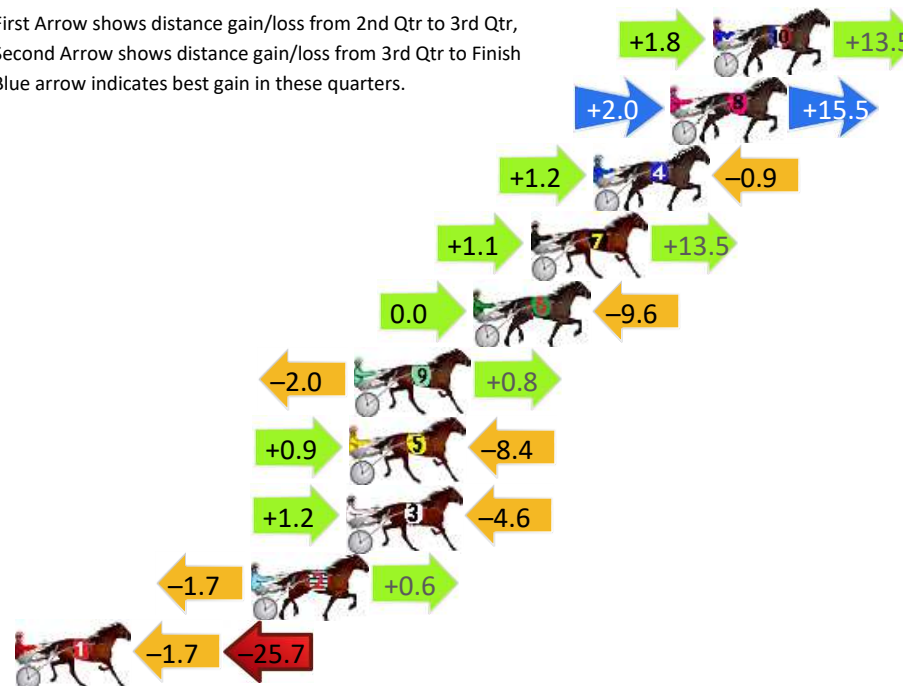 First Arrow shows distance gain/loss from 2nd Qtr to 3rd Qtr,
Second Arrow shows distance gain/loss from 3rd Qtr to Finish
Blue arrow indicates best gain in these quarters.
+1.8 10 +13.5
+2.0 8 +15.5
+1.2 4 –0.9
+1.1 7 +13.5
0.0 6 –9.6
–2.0 9 +0.8
+0.9 5 –8.4
+1.2 3 –4.6
–1.7 2 +0.6
1 –1.7 –25.7